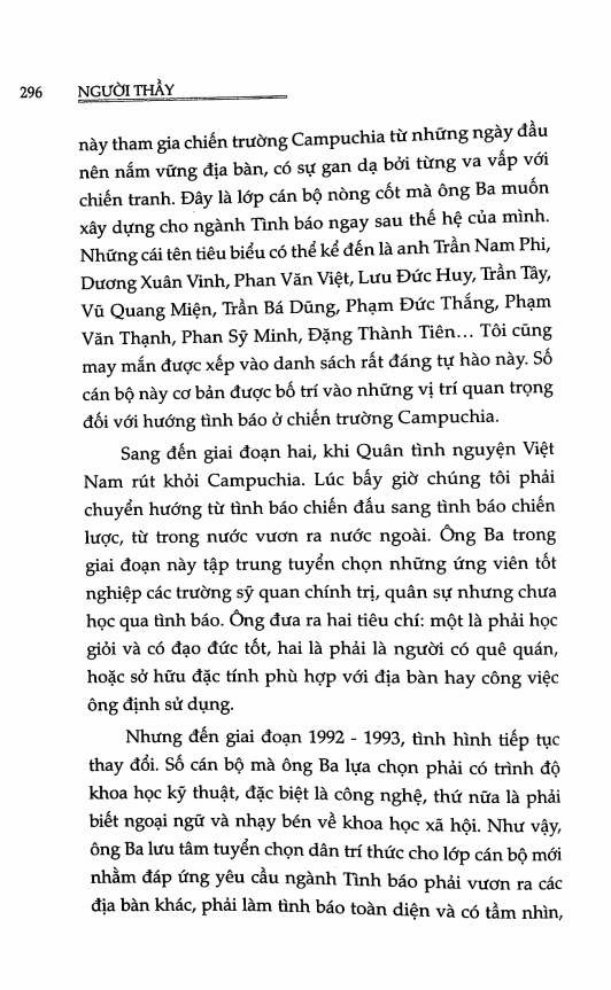 296 NGƯỜI THẦY
này tham gia chiến trường Campuchia từ những ngày đầu
nên nắm vững địa bàn, có sự gan dạ bởi từng va vấp với
chiến tranh. Đây là lớp cán bộ nòng cốt mà ông Ba muốn
xây dựng cho ngành Tình báo ngay sau thế hệ của mình.
Những cái tên tiêu biểu có thể kể đến là anh Trần Nam Phi,
Dương Xuân Vinh, Phan Văn Việt, Lưu Đức Huy, Trần Tây,
Vũ Quang Miện, Trần Bá Dũng, Phạm Đức Thắng, Phạm
Văn Thạnh, Phan Sỹ Minh, Đặng Thành Tiên... Tôi cũng
may mắn được xếp vào danh sách rất đáng tự hào này. Số
cán bộ này cơ bản được bố trí vào những vị trí quan trọng
đối với hướng tình báo ở chiến trường Campuchia.
Sang đến giai đoạn hai, khi Quân tình nguyện Việt
Nam rút khỏi Campuchia. Lúc bấy giờ chúng tôi phải
chuyển hướng từ tình báo chiến đấu sang tình báo chiến
lược, từ trong nước vươn ra nước ngoài. Ông Ba trong
giai đoạn này tập trung tuyển chọn những ứng viên tốt
nghiệp các trường sỹ quan chính trị, quân sự nhưng chưa
học qua tình báo. Ông đưa ra hai tiêu chí: một là phải học
giỏi và có đạo đức tốt, hai là phải là người có quê quán,
hoặc sở hữu đặc tính phù hợp với địa bàn hay công việc
ông định sử dụng.
Nhưng đến giai đoạn 1992 - 1993, tình hình tiếp tục
thay đổi. Số cán bộ mà ông Ba lựa chọn phải có trình độ
khoa học kỹ thuật, đặc biệt là công nghệ, thứ nữa là phải
biết ngoại ngữ và nhạy bén về khoa học xã hội. Như vậy,
ông Ba lưu tâm tuyển chọn dân trí thức cho lớp cán bộ mới
nhằm đáp ứng yêu cầu ngành Tình báo phải vươn ra các
địa bàn khác, phải làm tình báo toàn diện và có tầm nhìn,